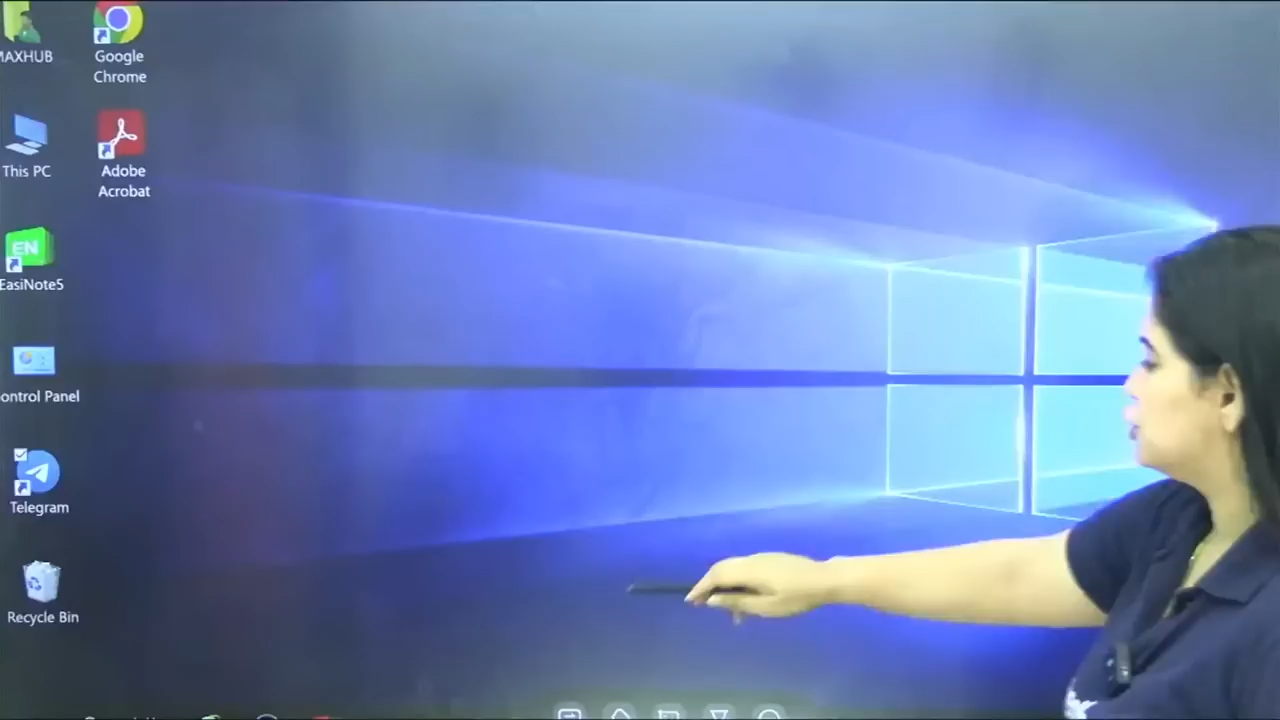 MAXHUB
Google
Chrome
This PC
Adobe
Acrobat
EN
EasiNote5
ontrol Panel
Telegram
Recycle Bin